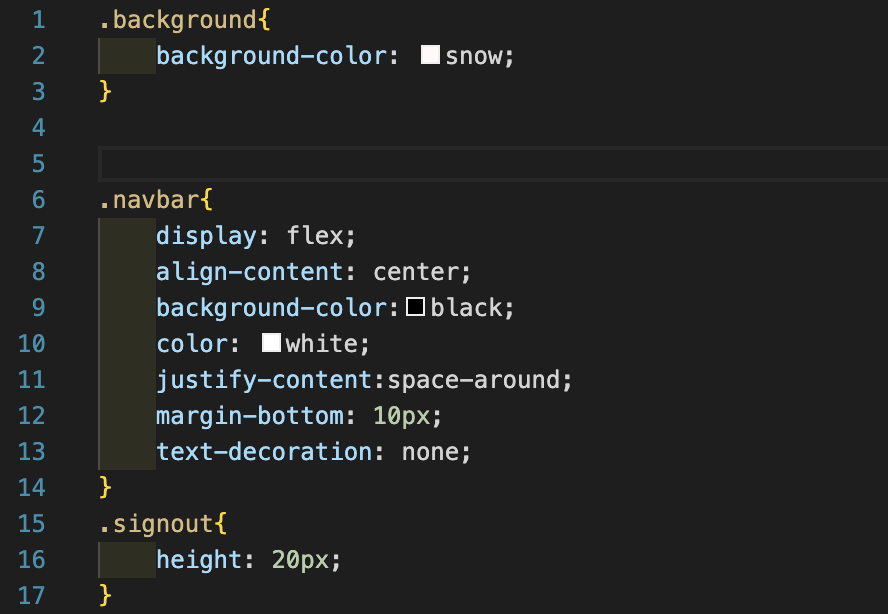 1 .background{
2 background-color: snow;
3 }
4
5
6 .navbar{
7 display: flex;
8 align-content: center;
9 background-color:black;
10 color: white;
11 justify-content:space-around;
12 margin-bottom: 10px;
13 text-decoration: none;
14 }
15 .signout{
16 height: 20px;
17 }